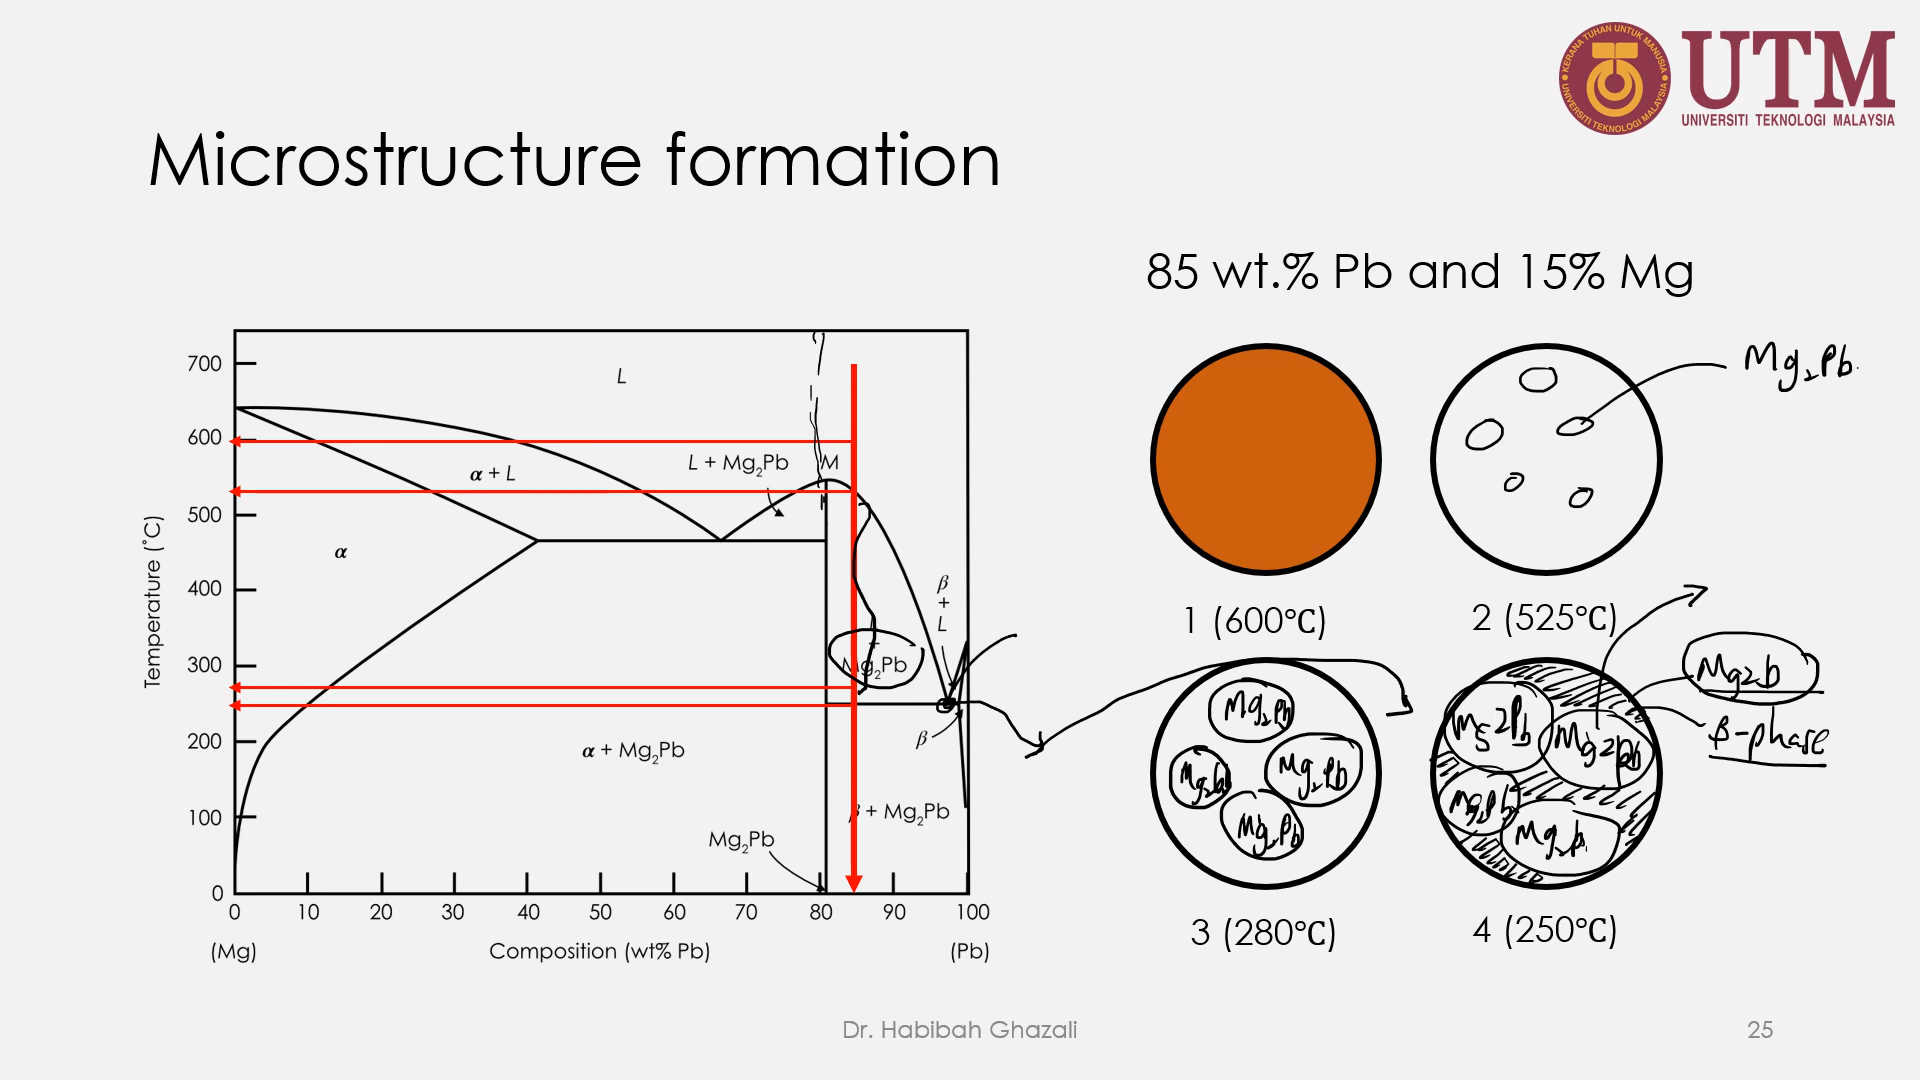 KERANA TUHAN UNTUK MANUSIA
UNIVERSITI TEKNOLOGI MALAYSIA
UTM
UNIVERSITI TEKNOLOGI MALAYSIA
Microstructure formation
85 wt.% Pb and 15% Mg
Temperature (˚C)
700
600
500
400
300
200
100
0
0 10 20 30 40 50 60 70 80 90 100
(Mg) Composition (wt% Pb) (Pb)
L
α + L
L + Mg₂Pb
M
α
β
+
L
+
Mg₂Pb
β
α + Mg₂Pb
β + Mg₂Pb
Mg₂Pb
Mg₂Pb.
1 (600℃) 2 (525℃)
Mg₂Pb
Mg₂Pb
Mg₂Pb
Mg2Pb
Mg2Pb
Mg₂Pb
Mg2b
β-phase
3 (280℃) 4 (250℃)
Dr. Habibah Ghazali
25